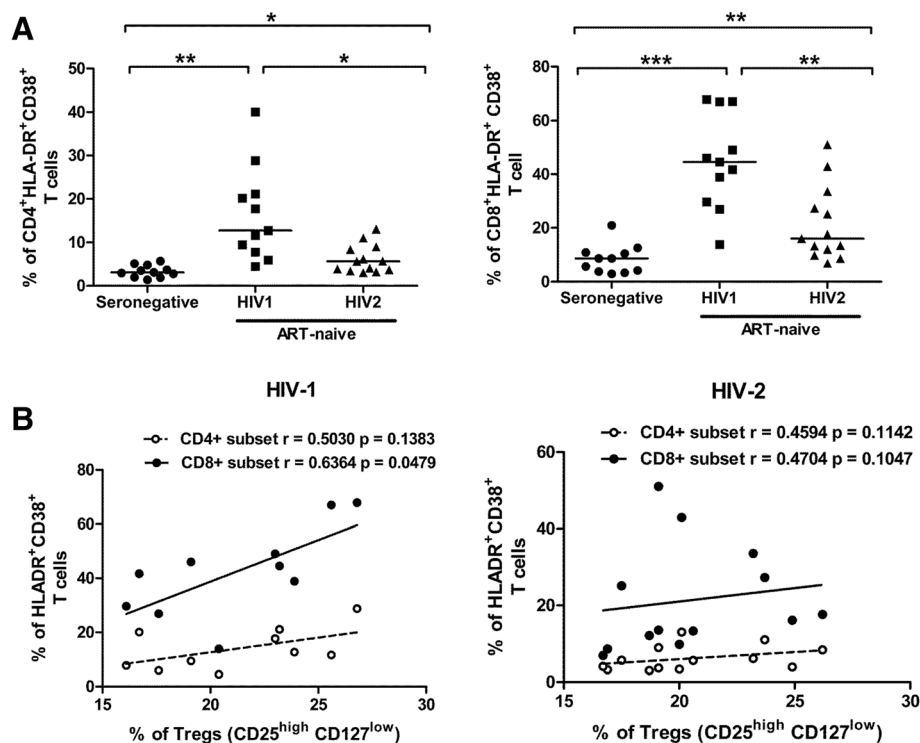 A
*
**
*
% of CD4+HLA-DR+CD38+
T cells
50
40
30
20
10
0
Seronegative
HIV1
HIV2
ART-naive
**
***
**
% of CD8+HLA-DR+ CD38+
T cell
80
60
40
20
0
Seronegative
HIV1
HIV2
ART-naive
B
HIV-1
CD4+ subset r = 0.5030 p = 0.1383
CD8+ subset r = 0.6364 p = 0.0479
% of HLADR+CD38+
T cells
80
60
40
20
0
10
15
20
25
30
% of Tregs (CD25high CD127low)
HIV-2
CD4+ subset r = 0.4594 p = 0.1142
CD8+ subset r = 0.4704 p = 0.1047
% of HLADR+CD38+
T cells
60
40
20
0
15
20
25
30
% of Tregs (CD25high CD127low)